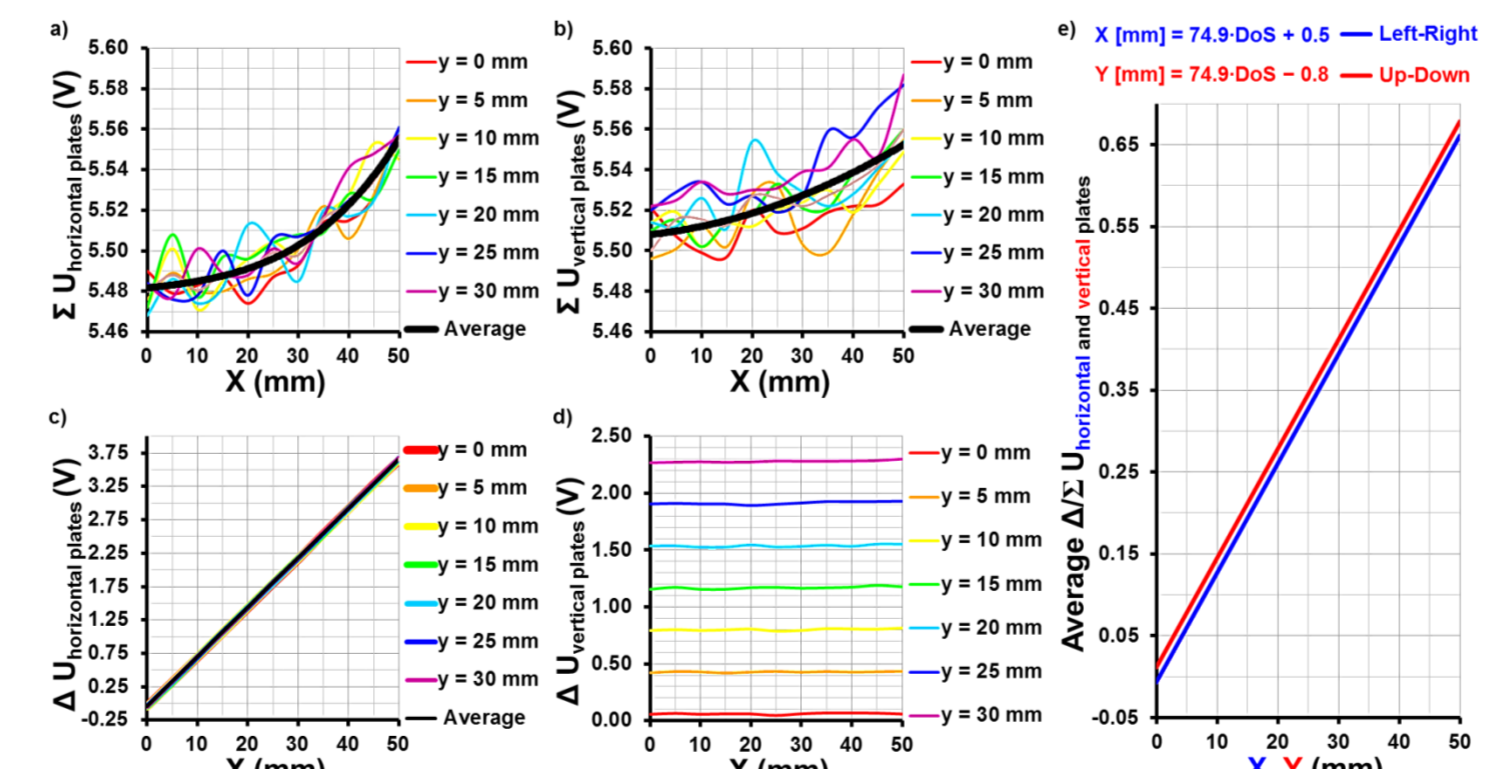 a)
Σ Uhorizontal plates (V)
5.60
5.58
5.56
5.54
5.52
5.50
5.48
5.46
0 10 20 30 40 50
X (mm)
y = 0 mm
y = 5 mm
y = 10 mm
y = 15 mm
y = 20 mm
y = 25 mm
y = 30 mm
Average
b)
Σ Uvertical plates (V)
5.60
5.58
5.56
5.54
5.52
5.50
5.48
5.46
0 10 20 30 40 50
X (mm)
y = 0 mm
y = 5 mm
y = 10 mm
y = 15 mm
y = 20 mm
y = 25 mm
y = 30 mm
Average
c)
Δ Uhorizontal plates (V)
3.75
3.25
2.75
2.25
1.75
1.25
0.75
0.25
-0.25
0 10 20 30 40 50
X (mm)
y = 0 mm
y = 5 mm
y = 10 mm
y = 15 mm
y = 20 mm
y = 25 mm
y = 30 mm
Average
d)
Δ Uvertical plates (V)
2.50
2.00
1.50
1.00
0.50
0.00
0 10 20 30 40 50
(mm)
y = 0 mm
y = 5 mm
y = 10 mm
y = 15 mm
y = 20 mm
y = 25 mm
y = 30 mm
e)
X [mm] = 74.9·DoS + 0.5 Left-Right
Y [mm] = 74.9·DoS − 0.8 Up-Down
Average Δ/Σ Uhorizontal and vertical plates
0.65
0.55
0.45
0.35
0.25
0.15
0.05
-0.05
0 10 20 30 40 50
X, Y (mm)